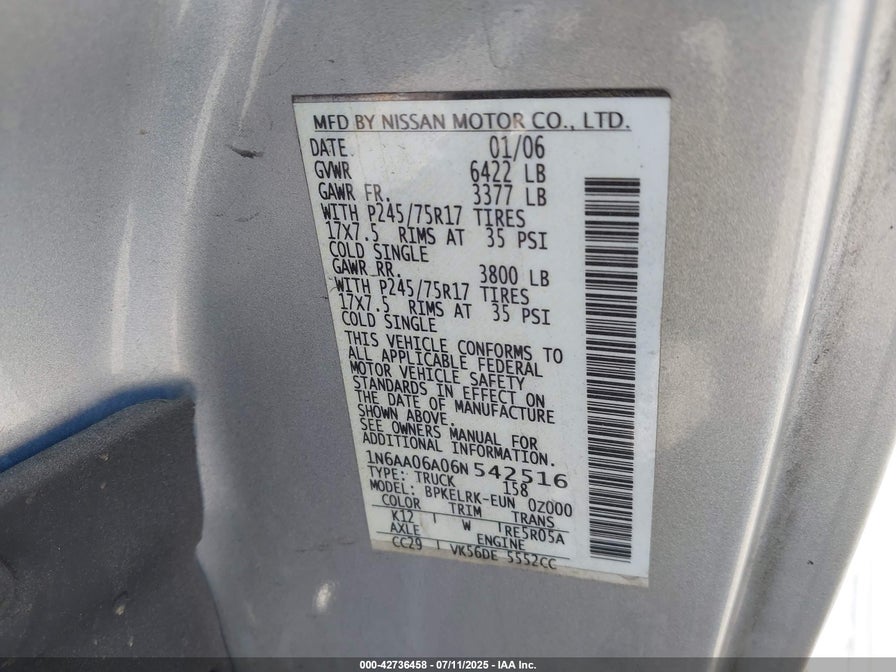 MFD BY NISSAN MOTOR CO., LTD.
DATE 01/06
GVWR 6422 LB
GAWR FR. 3377 LB
WITH P245/75R17 TIRES
17X7.5 RIMS AT 35 PSI
COLD SINGLE
GAWR RR. 3800 LB
WITH P245/75R17 TIRES
17X7.5 RIMS AT 35 PSI
COLD SINGLE
THIS VEHICLE CONFORMS TO
ALL APPLICABLE FEDERAL
MOTOR VEHICLE SAFETY
STANDARDS IN EFFECT ON
THE DATE OF MANUFACTURE
SHOWN ABOVE.
SEE OWNERS MANUAL FOR
ADDITIONAL INFORMATION.
1N6AA06A06N542516
TYPE: TRUCK 158
MODEL: BPKELRK-EUN 0Z000
COLOR TRIM TRANS
K12 W RE5R05A
AXLE ENGINE
CC29 VK56DE 5552CC
000-42736458 - 07/11/2025 - IAA Inc.